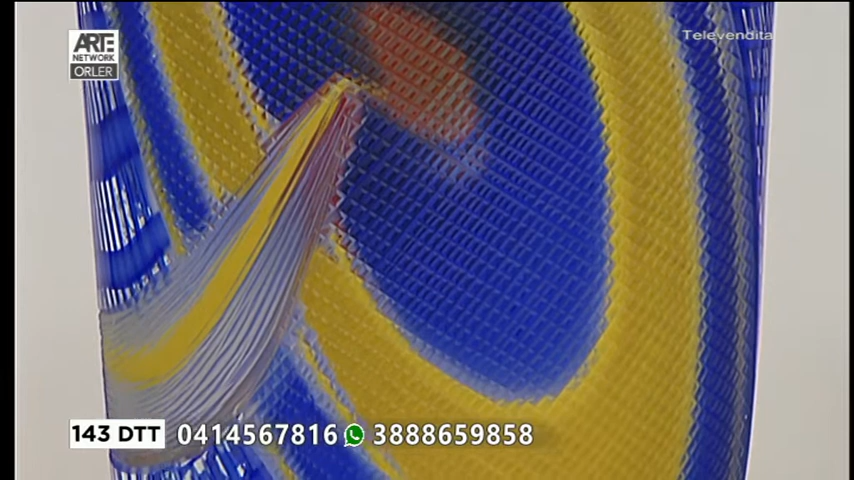 ARTE
NETWORK
ORLER
Televendita
143 DTT 0414567816 3888659858